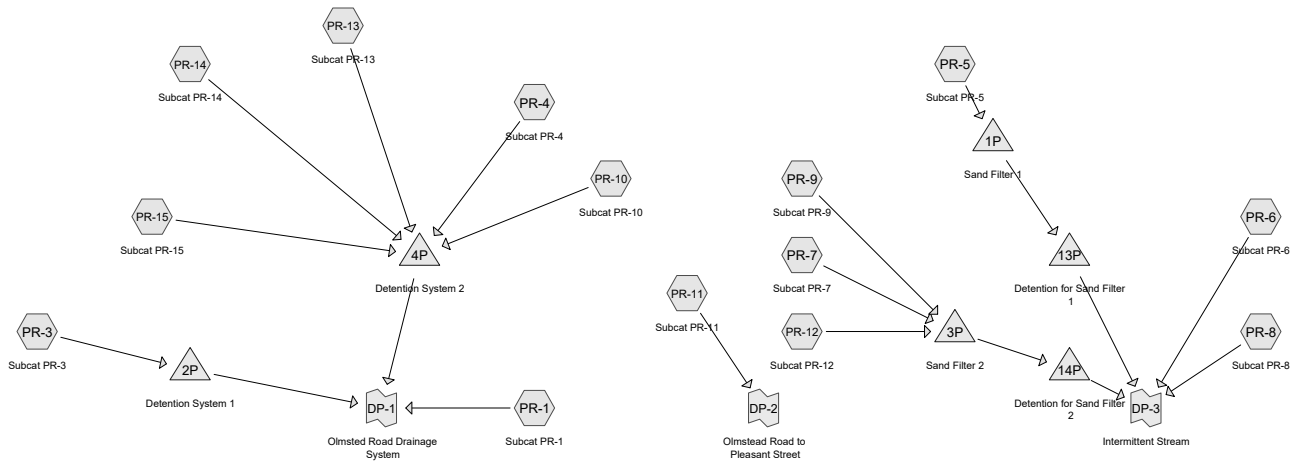 PR-13
Subcat PR-13
PR-14
Subcat PR-14
PR-4
Subcat PR-4
PR-10
Subcat PR-10
PR-15
Subcat PR-15
4P
Detention System 2
PR-3
Subcat PR-3
2P
Detention System 1
DP-1
Olmsted Road Drainage
System
PR-1
Subcat PR-1
PR-5
Subcat PR-5
1P
Sand Filter 1
PR-9
Subcat PR-9
PR-7
Subcat PR-7
PR-11
Subcat PR-11
PR-12
Subcat PR-12
3P
Sand Filter 2
13P
Detention for Sand Filter
1
14P
Detention for Sand Filter
2
PR-6
Subcat PR-6
PR-8
Subcat PR-8
DP-2
Olmstead Road to
Pleasant Street
DP-3
Intermittent Stream